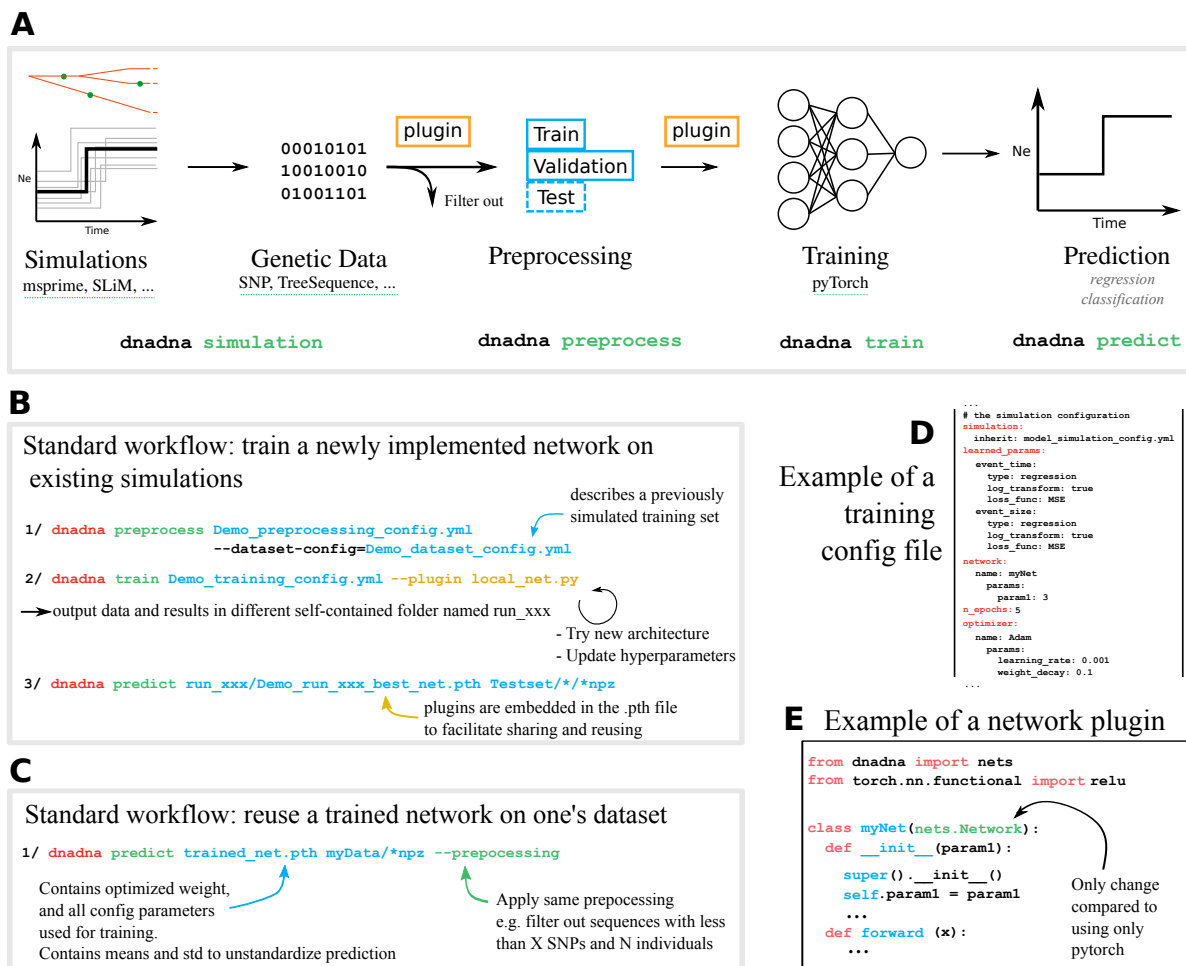 A
plugin
plugin
Train
Validation
Test
00010101
10010010
01001101
Filter out
Ne
Time
Ne
Time
Simulations
msprime, SLiM, ...
Genetic Data
SNP, TreeSequence, ...
Preprocessing
Training
pyTorch
Prediction
regression
classification
dnadna simulation
dnadna preprocess
dnadna train
dnadna predict
B
Standard workflow: train a newly implemented network on
existing simulations
describes a previously
simulated training set
1/ dnadna preprocess Demo_preprocessing_config.yml
--dataset-config=Demo_dataset_config.yml
2/ dnadna train Demo_training_config.yml --plugin local_net.py
output data and results in different self-contained folder named run_xxx
- Try new architecture
- Update hyperparameters
3/ dnadna predict run_xxx/Demo_run_xxx_best_net.pth Testset/*/*npz
plugins are embedded in the .pth file
to facilitate sharing and reusing
C
Standard workflow: reuse a trained network on one's dataset
1/ dnadna predict trained_net.pth myData/*npz --prepocessing
Contains optimized weight,
and all config parameters
used for training.
Contains means and std to unstandardize prediction
Apply same prepocessing
e.g. filter out sequences with less
than X SNPs and N individuals
D
Example of a
training
config file
...
# the simulation configuration
simulation:
inherit: model_simulation_config.yml
learned_params:
event_time:
type: regression
log_transform: true
loss_func: MSE
event_size:
type: regression
log_transform: true
loss_func: MSE
network:
name: myNet
params:
param1: 3
n_epochs: 5
optimizer:
name: Adam
params:
learning_rate: 0.001
weight_decay: 0.1
...
E
Example of a network plugin
from dnadna import nets
from torch.nn.functional import relu
class myNet(nets.Network):
def __init__(param1):
super().__init__()
self.param1 = param1
...
def forward (x):
...
Only change
compared to
using only
pytorch